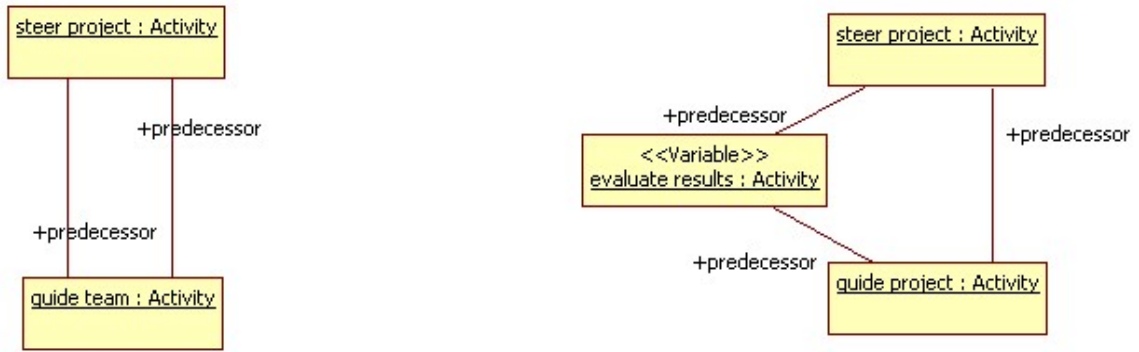 steer project : Activity
+predecessor
+predecessor
guide team : Activity
steer project : Activity
+predecessor
+predecessor
<<Variable>>
evaluate results : Activity
+predecessor
guide project : Activity